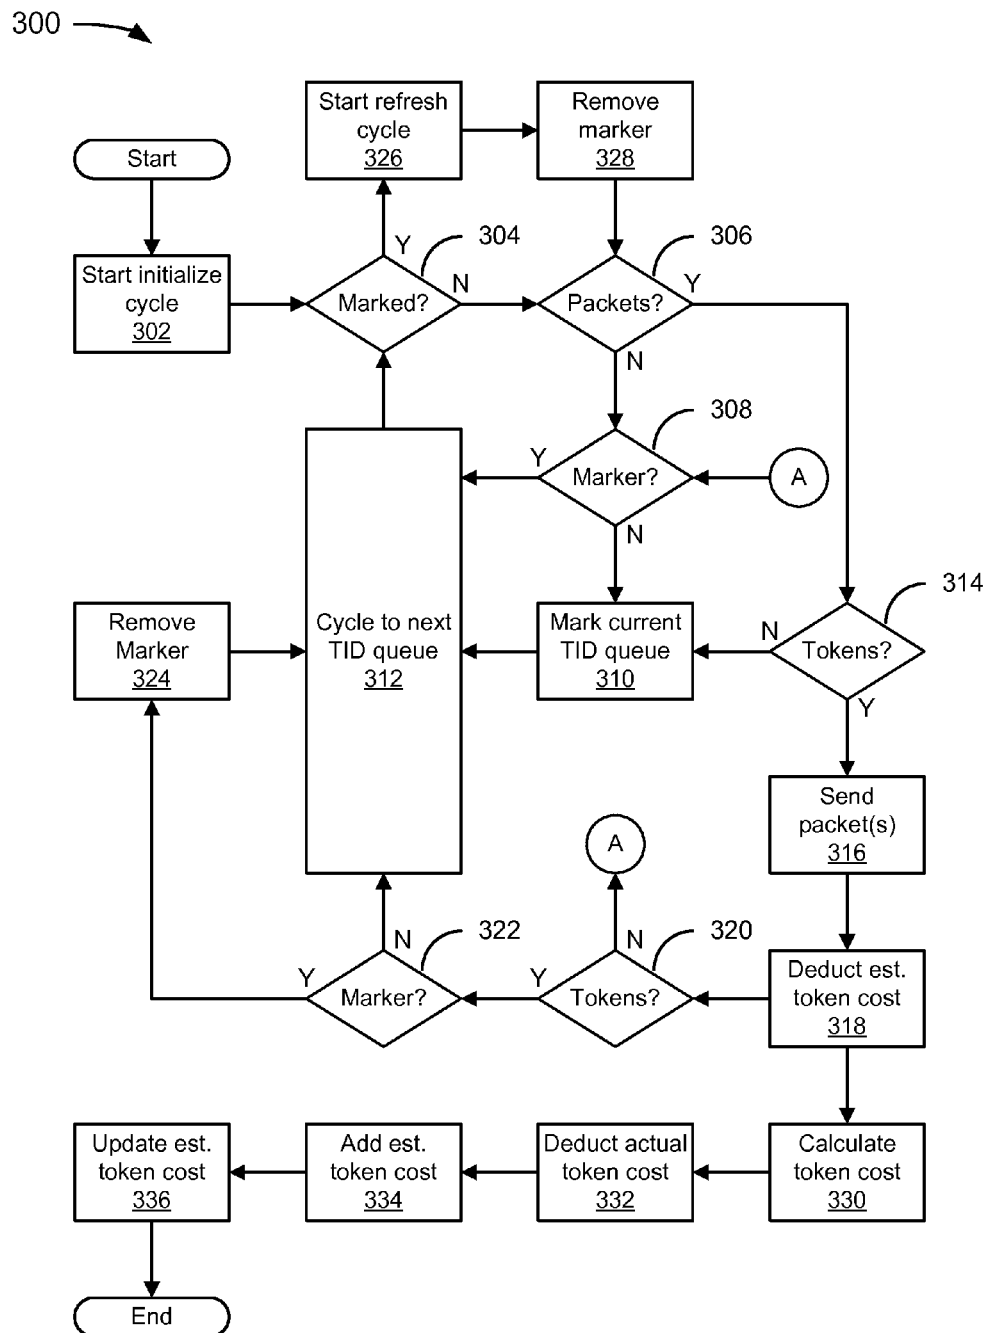 300
Start refresh
cycle
326
Remove
marker
328
Start
Y
304
306
Start initialize
cycle
302
Marked?
N
Packets?
Y
N
308
Y
Marker?
A
N
314
Remove
Marker
324
Cycle to next
TID queue
312
Mark current
TID queue
310
N
Tokens?
Y
Send
packet(s)
316
A
N
322
N
320
Y
Marker?
Y
Tokens?
Deduct est.
token cost
318
Update est.
token cost
336
Add est.
token cost
334
Deduct actual
token cost
332
Calculate
token cost
330
End